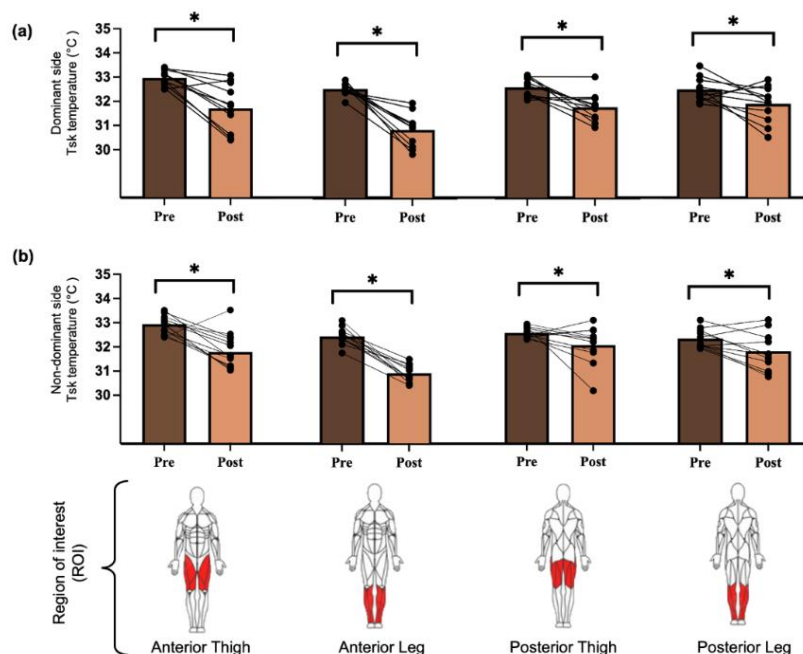 (a)
Dominant side
Tsk temperature (°C )
35
34
33
32
31
30
*
*
*
*
Pre Post Pre Post Pre Post Pre Post
(b)
Non-dominant side
Tsk temperature (°C )
35
34
33
32
31
30
*
*
*
*
Pre Post Pre Post Pre Post Pre Post
Region of interest
(ROI)
Anterior Thigh Anterior Leg Posterior Thigh Posterior Leg